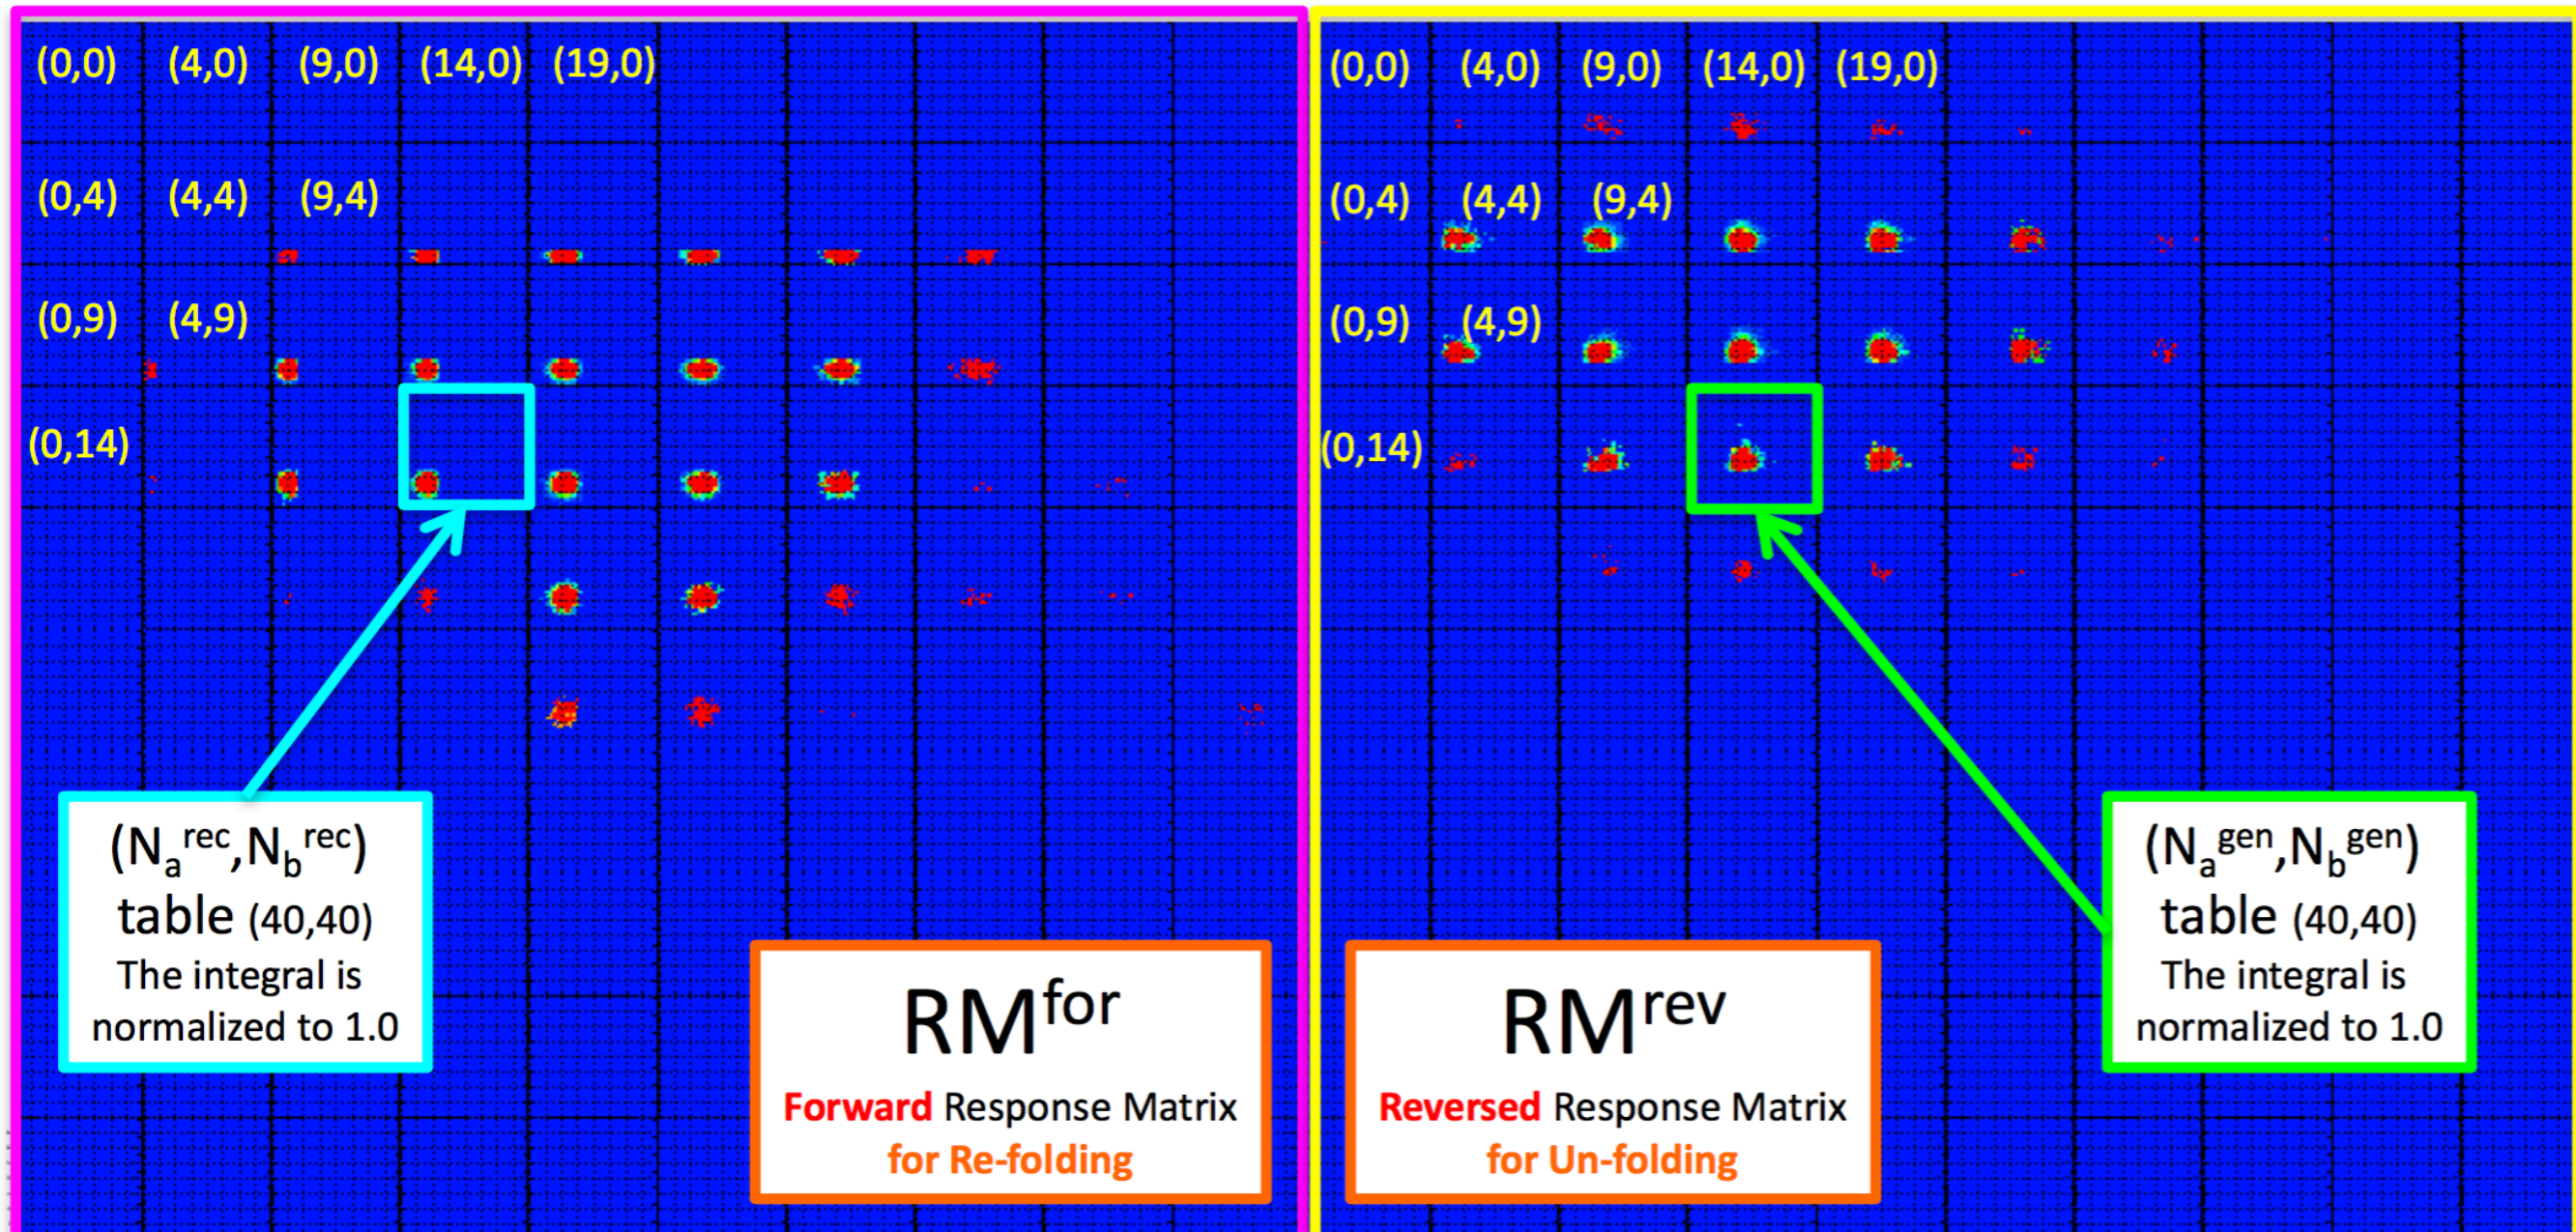 (0,0) (4,0) (9,0) (14,0) (19,0)
(0,4) (4,4) (9,4)
(0,9) (4,9)
(0,14)
(Nₐʳᵉᶜ,N_bʳᵉᶜ)
table (40,40)
The integral is
normalized to 1.0
RMᶠᵒʳ
Forward Response Matrix
for Re-folding
(0,0) (4,0) (9,0) (14,0) (19,0)
(0,4) (4,4) (9,4)
(0,9) (4,9)
(0,14)
RMʳᵉᵛ
Reversed Response Matrix
for Un-folding
(Nₐᵍᵉⁿ,N_bᵍᵉⁿ)
table (40,40)
The integral is
normalized to 1.0